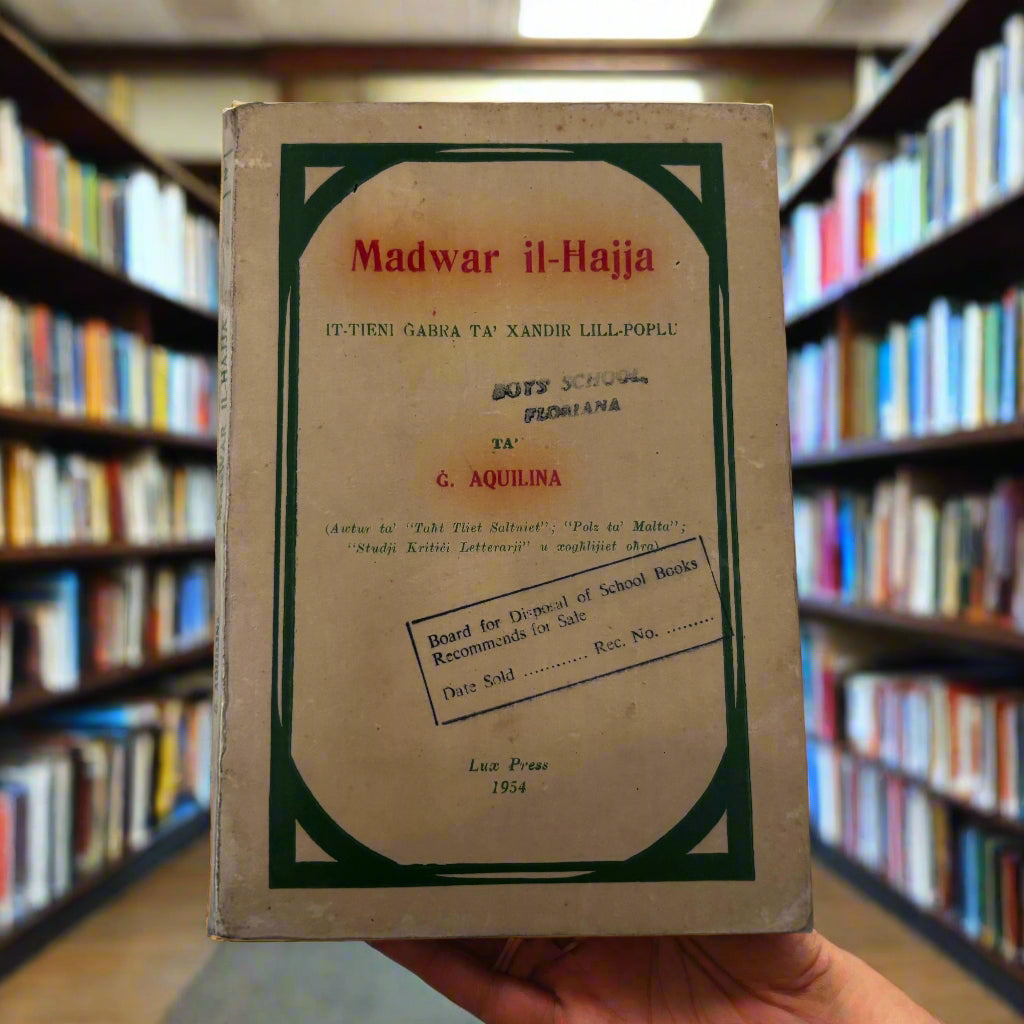 Madwar il-Hajja
IT-TIENI ĠABRA TA' XANDIR LILL-POPLU
BOYS' SCHOOL,
FLORIANA
TA'
Ġ. AQUILINA
(Awtur ta' "Taħt Tliet Saltniet"; "Polz ta' Malta";
"Studji Kritiċi Letterarji" u xogħlijiet oħra)
Board for Disposal of School Books
Recommends for Sale
Date Sold ............ Rec. No. .........
Lux Press
1954